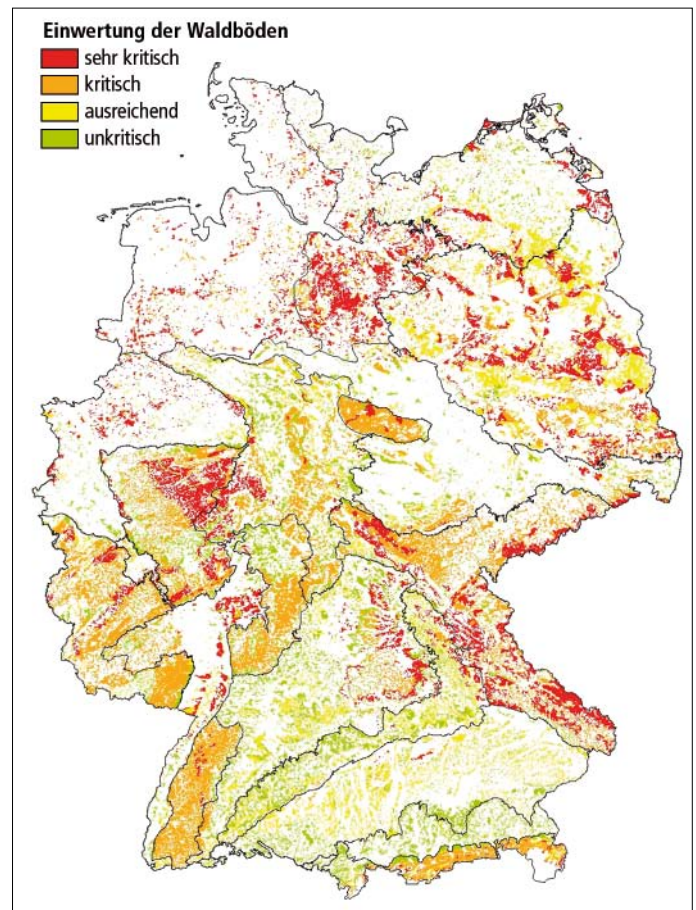 Einwertung der Waldböden
sehr kritisch
kritisch
ausreichend
unkritisch